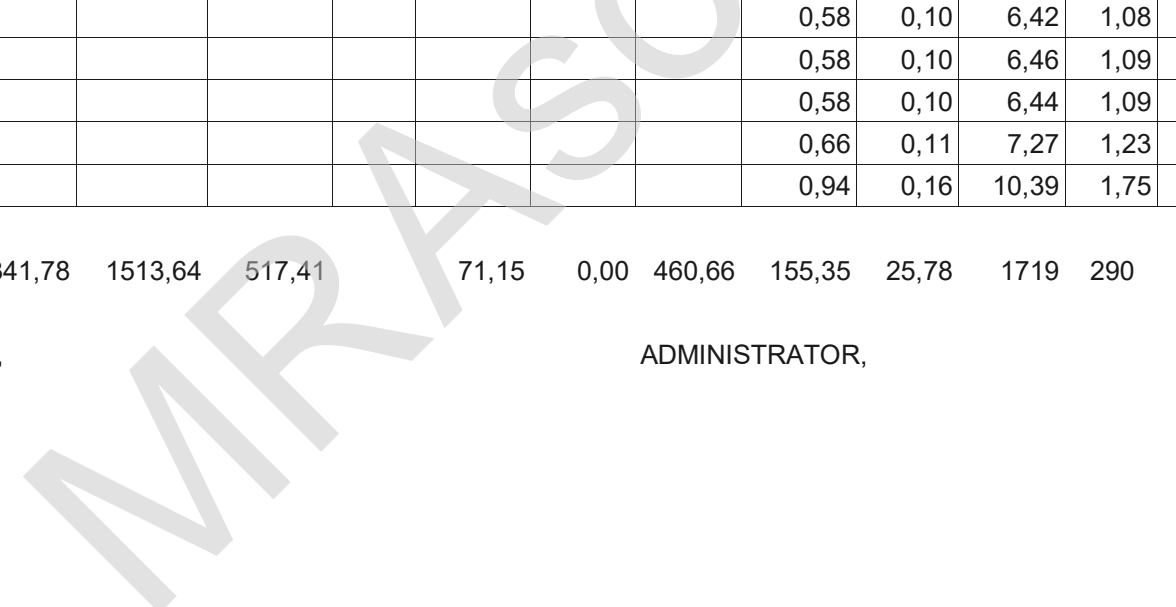 0,58 0,10 6,42 1,08
0,58 0,10 6,46 1,09
0,58 0,10 6,44 1,09
0,66 0,11 7,27 1,23
0,94 0,16 10,39 1,75
41,78 1513,64 517,41 71,15 0,00 460,66 155,35 25,78 1719 290
, ADMINISTRATOR,
MRASO